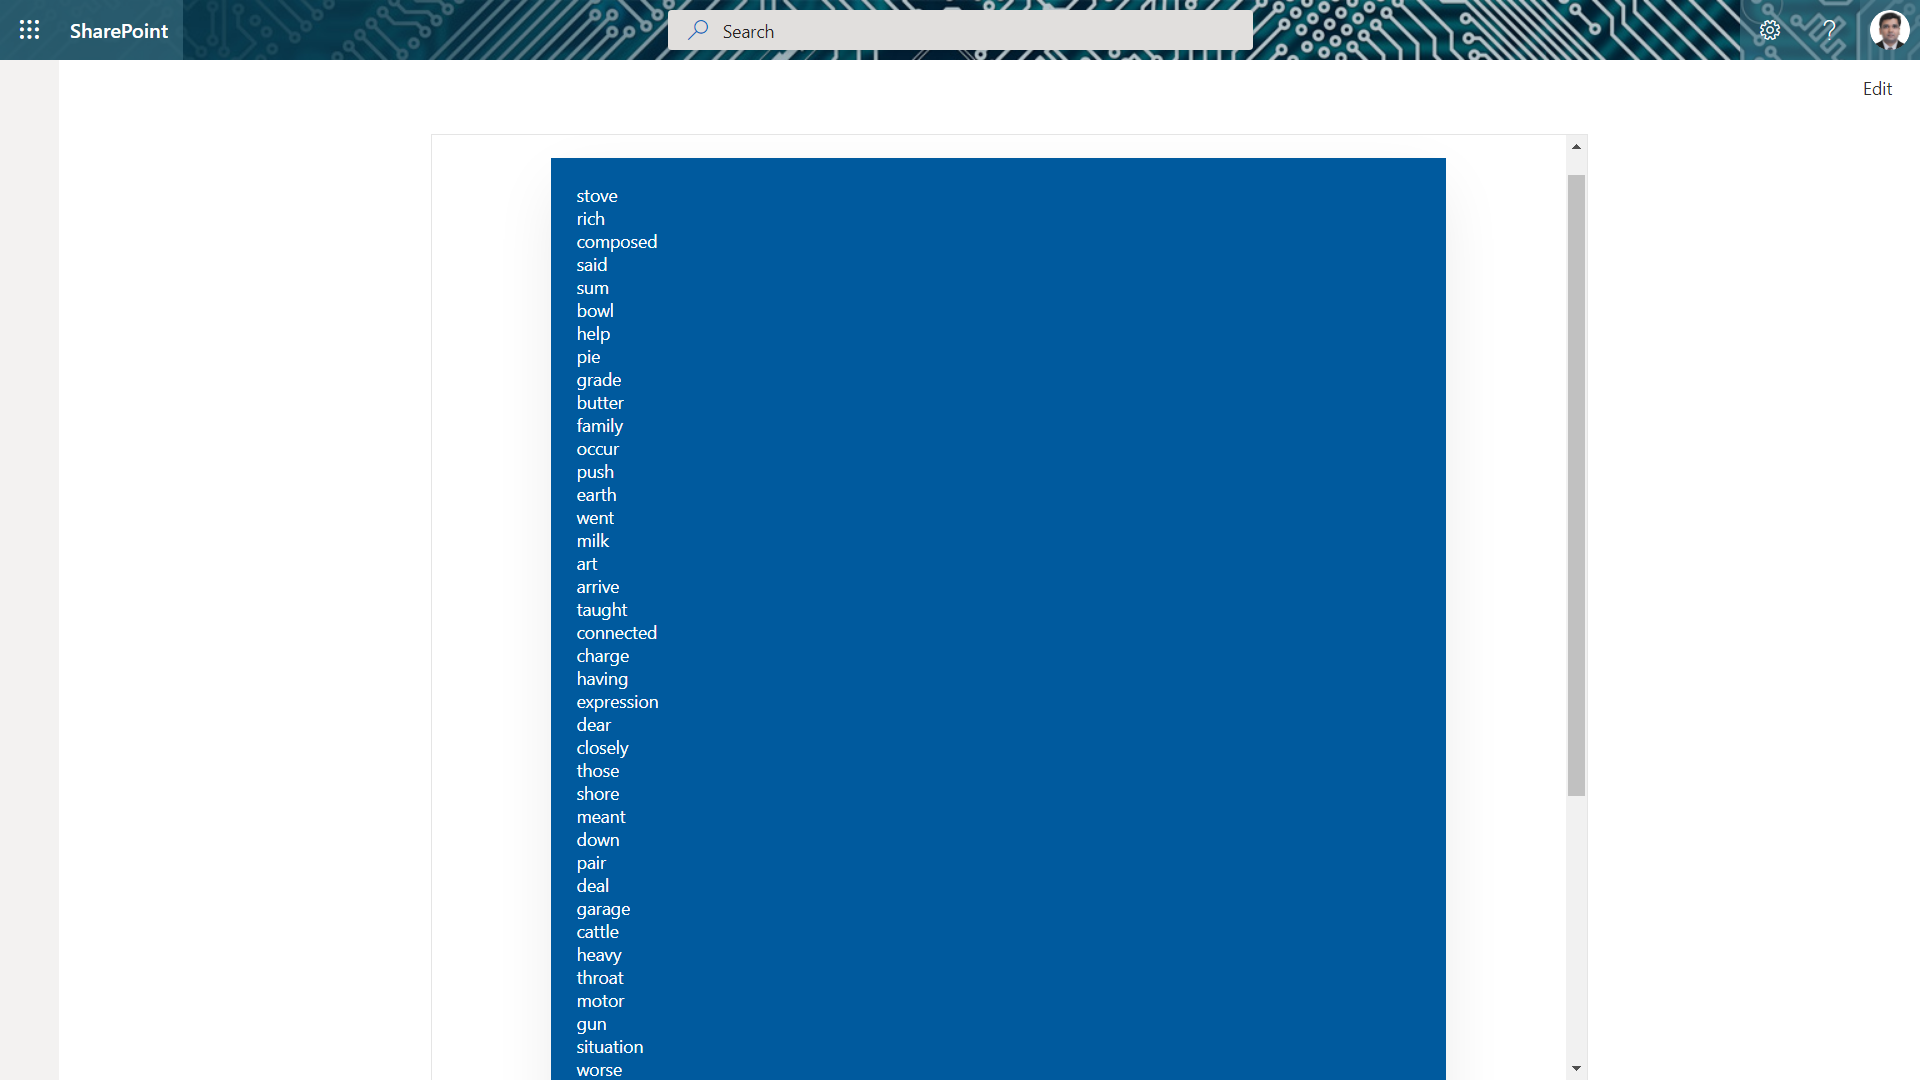 SharePoint
Search
?
Edit
stove
rich
composed
said
sum
bowl
help
pie
grade
butter
family
occur
push
earth
went
milk
art
arrive
taught
connected
charge
having
expression
dear
closely
those
shore
meant
down
pair
deal
garage
cattle
heavy
throat
motor
gun
situation
worse